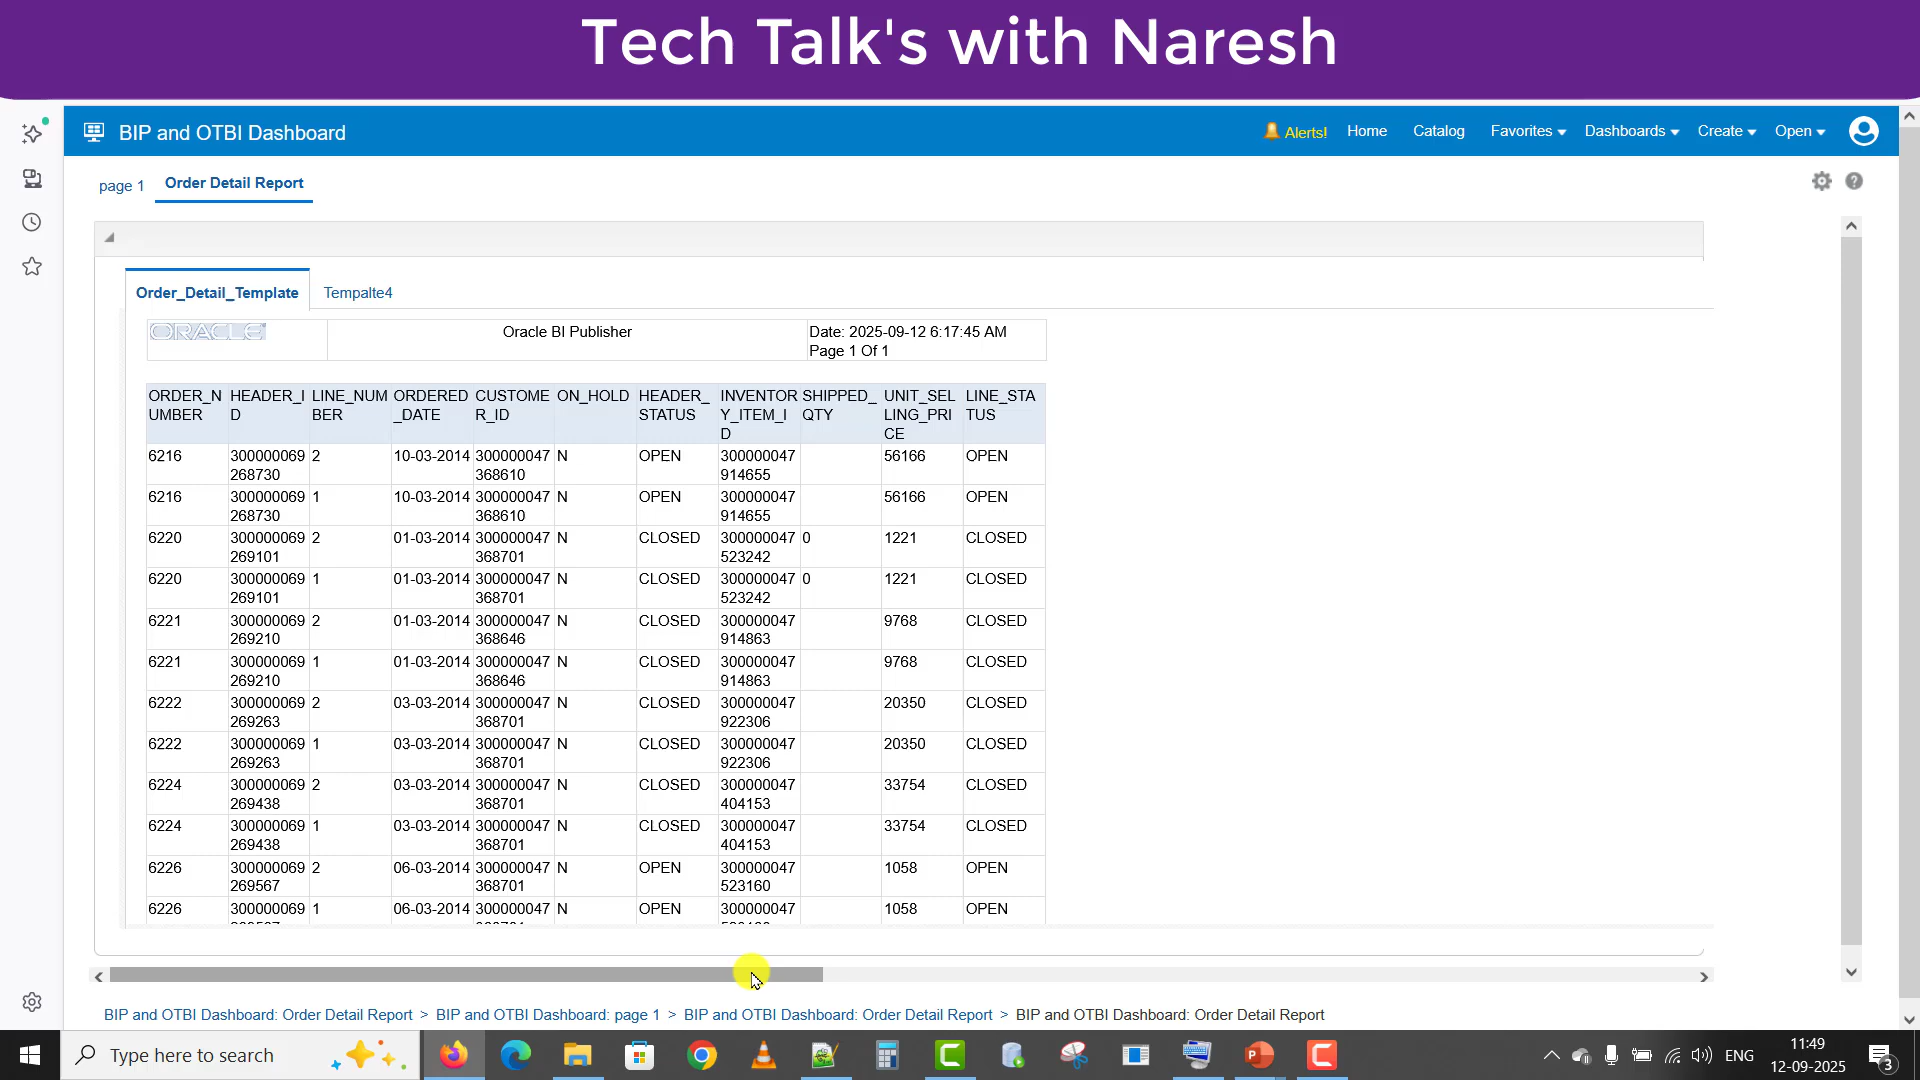 Tech Talk's with Naresh
BIP and OTBI Dashboard
Alerts!
Home
Catalog
Favorites
Dashboards
Create
Open
page 1
Order Detail Report
Order_Detail_Template
Tempalte4
ORACLE
Oracle BI Publisher
Date: 2025-09-12 6:17:45 AM
Page 1 Of 1
ORDER_N HEADER_I LINE_NUM ORDERED CUSTOME ON_HOLD HEADER_ INVENTOR SHIPPED_ UNIT_SEL LINE_STA
UMBER D BER _DATE R_ID STATUS Y_ITEM_I QTY LING_PRI TUS
D CE
6216 300000069 2 10-03-2014 300000047 N OPEN 300000047 56166 OPEN
268730 368610 914655
6216 300000069 1 10-03-2014 300000047 N OPEN 300000047 56166 OPEN
268730 368610 914655
6220 300000069 2 01-03-2014 300000047 N CLOSED 300000047 0 1221 CLOSED
269101 368701 523242
6220 300000069 1 01-03-2014 300000047 N CLOSED 300000047 0 1221 CLOSED
269101 368701 523242
6221 300000069 2 01-03-2014 300000047 N CLOSED 300000047 9768 CLOSED
269210 368646 914863
6221 300000069 1 01-03-2014 300000047 N CLOSED 300000047 9768 CLOSED
269210 368646 914863
6222 300000069 2 03-03-2014 300000047 N CLOSED 300000047 20350 CLOSED
269263 368701 922306
6222 300000069 1 03-03-2014 300000047 N CLOSED 300000047 20350 CLOSED
269263 368701 922306
6224 300000069 2 03-03-2014 300000047 N CLOSED 300000047 33754 CLOSED
269438 368701 404153
6224 300000069 1 03-03-2014 300000047 N CLOSED 300000047 33754 CLOSED
269438 368701 404153
6226 300000069 2 06-03-2014 300000047 N OPEN 300000047 1058 OPEN
269567 368701 523160
6226 300000069 1 06-03-2014 300000047 N OPEN 300000047 1058 OPEN
BIP and OTBI Dashboard: Order Detail Report > BIP and OTBI Dashboard: page 1 > BIP and OTBI Dashboard: Order Detail Report > BIP and OTBI Dashboard: Order Detail Report
Type here to search
ENG
11:49
12-09-2025
3